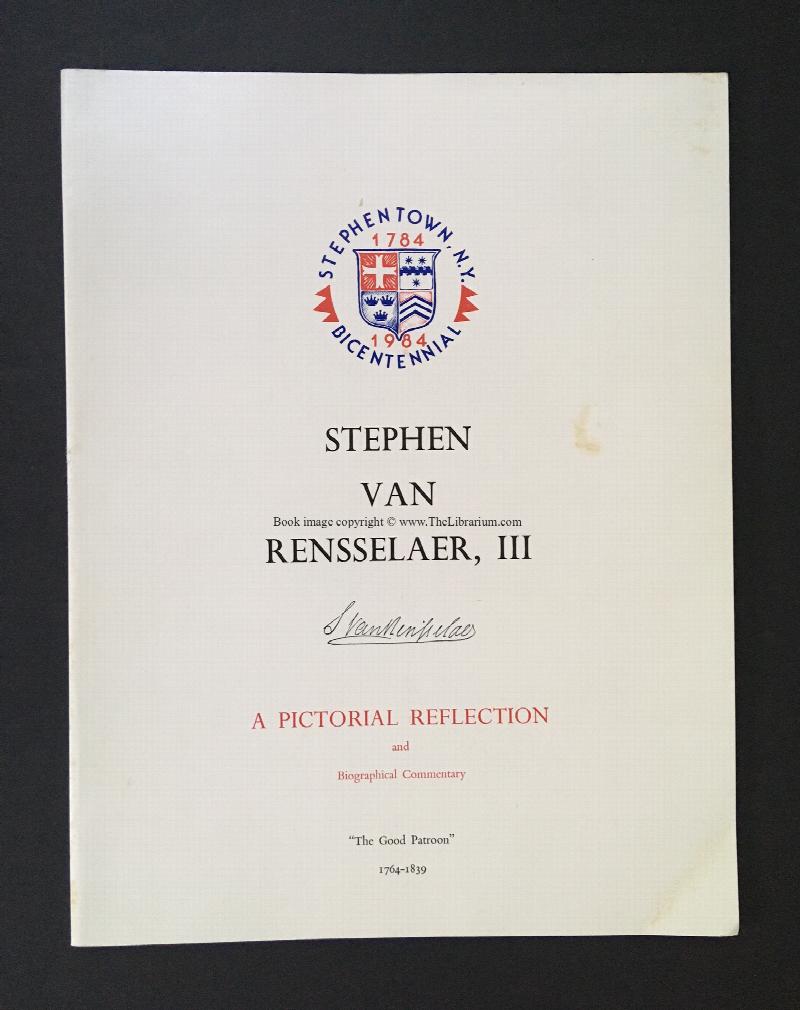 STEPHENTOWN, N.Y.
1784
1984
BICENTENNIAL
STEPHEN
VAN
Book image copyright © www.TheLibrarium.com
RENSSELAER, III
S VanRensselaer
A PICTORIAL REFLECTION
and
Biographical Commentary
"The Good Patroon"
1764-1839